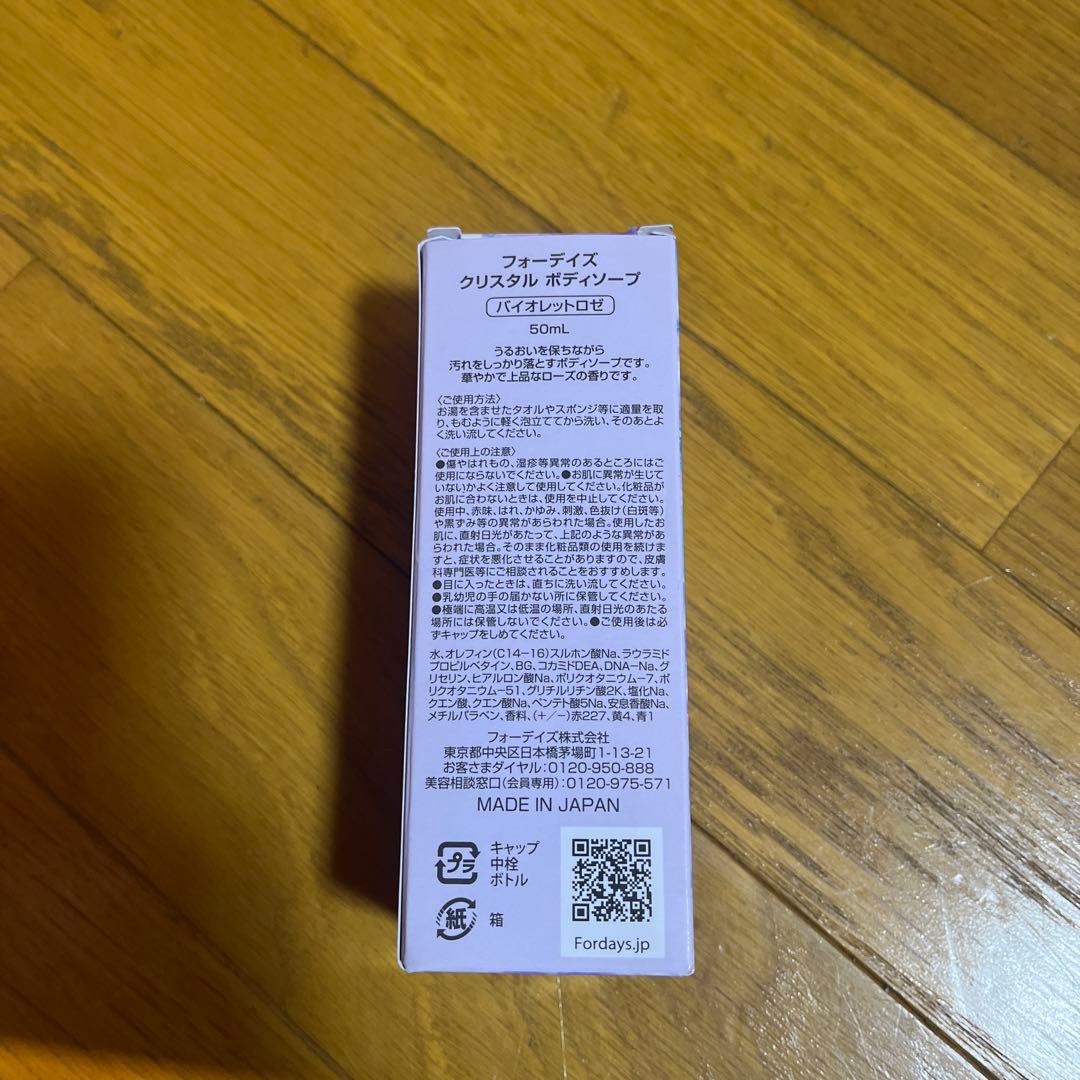 フォーデイズ
クリスタル ボディソープ
バイオレットロゼ
50mL
うるおいを保ちながら
汚れをしっかり落とすボディソープです。
華やかで上品なローズの香りです。
〈ご使用方法〉
お湯を含ませたタオルやスポンジ等に適量を取
り、もむように軽く泡立ててから洗い、そのあとよ
く洗い流してください。
〈ご使用上の注意〉
●傷やはれもの、湿疹等異常のあるところにはご
使用にならないでください。●お肌に異常が生じて
いないかよく注意して使用してください。化粧品が
お肌に合わないときは、使用を中止してください。
使用中、赤味、はれ、かゆみ、刺激、色抜け(白斑等)
や黒ずみ等の異常があらわれた場合。使用したお
肌に、直射日光があたって、上記のような異常があ
らわれた場合。そのまま化粧品類の使用を続けま
すと、症状を悪化させることがありますので、皮膚
科専門医等にご相談されることをおすすめします。
●目に入ったときは、直ちに洗い流してください。
●乳幼児の手の届かない所に保管してください。
●極端に高温又は低温の場所、直射日光のあたる
場所には保管しないでください。●ご使用後は必
ずキャップをしめてください。
水、オレフィン(C14-16)スルホン酸Na、ラウラミド
プロピルベタイン、BG、コカミドDEA、DNA-Na、グ
リセリン、ヒアルロン酸Na、ポリクオタニウム-7、ポ
リクオタニウム-51、グリチルリチン酸2K、塩化Na、
クエン酸、クエン酸Na、ペンテト酸5Na、安息香酸Na、
メチルパラベン、香料、(+/-)赤227、黄4、青1
フォーデイズ株式会社
東京都中央区日本橋茅場町1-13-21
お客さまダイヤル:0120-950-888
美容相談窓口(会員専用):0120-975-571
MADE IN JAPAN
プラ
キャップ
中栓
ボトル
紙
箱
Fordays.jp